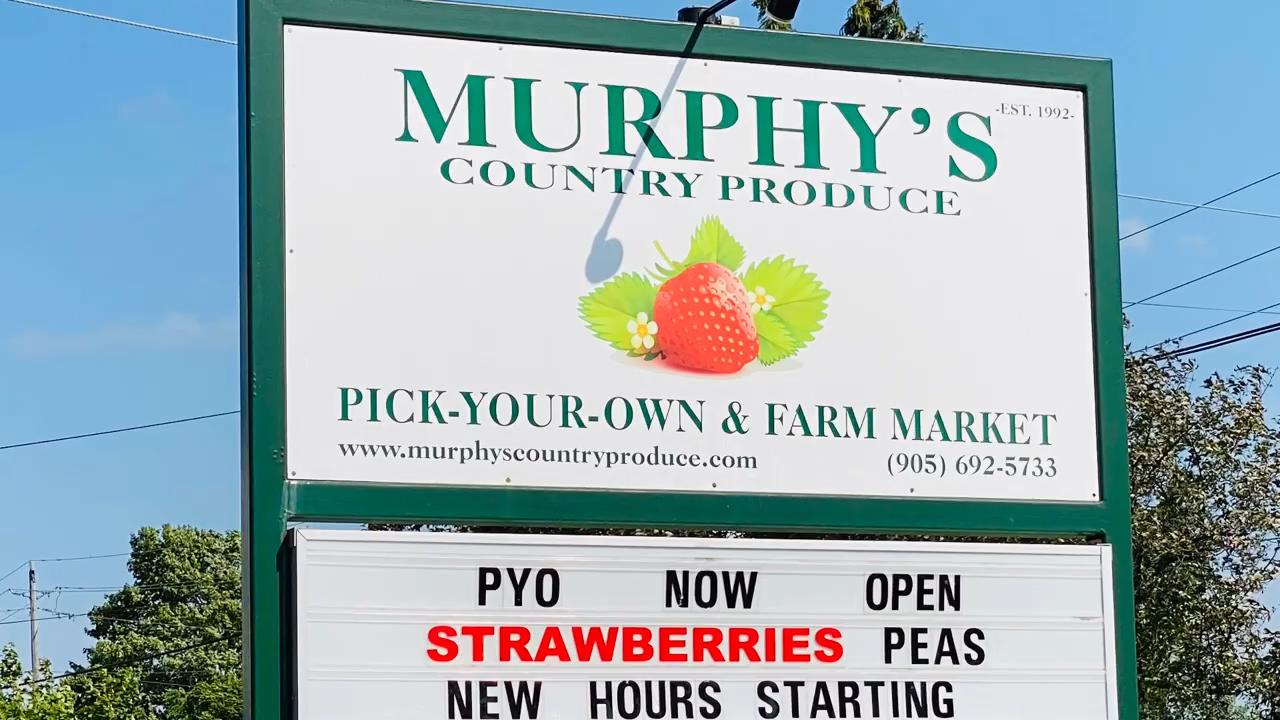 MURPHY'S
-EST. 1992-
COUNTRY PRODUCE
PICK-YOUR-OWN & FARM MARKET
www.murphyscountryproduce.com (905) 692-5733
PYO NOW OPEN
STRAWBERRIES PEAS
NEW HOURS STARTING